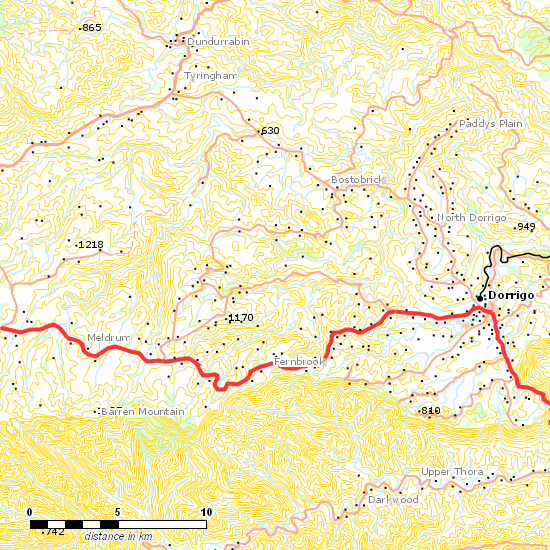 865
Dundurrabin
Tyringham
Paddys Plain
630
Bostobrick
North Dorrigo
949
1218
Dorrigo
1170
Meldrum
Fernbrook
810
Barren Mountain
Upper Thora
Darkwood
0 5 10
distance in km
742